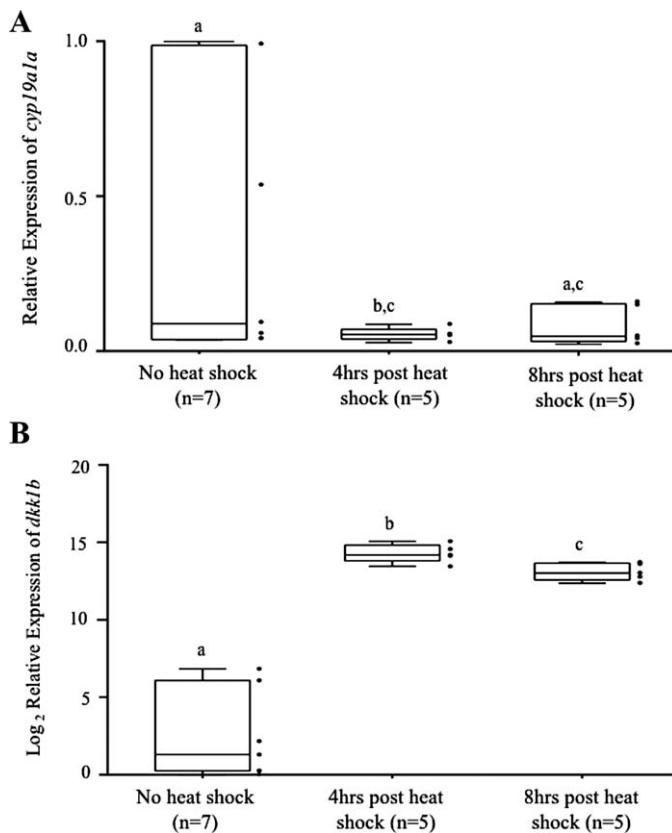 A
Relative Expression of cyp19a1a
1.0
0.5
0.0
a
b,c
a,c
No heat shock
(n=7)
4hrs post heat
shock (n=5)
8hrs post heat
shock (n=5)
B
Log2 Relative Expression of dkk1b
20
15
10
5
0
a
b
c
No heat shock
(n=7)
4hrs post heat
shock (n=5)
8hrs post heat
shock (n=5)